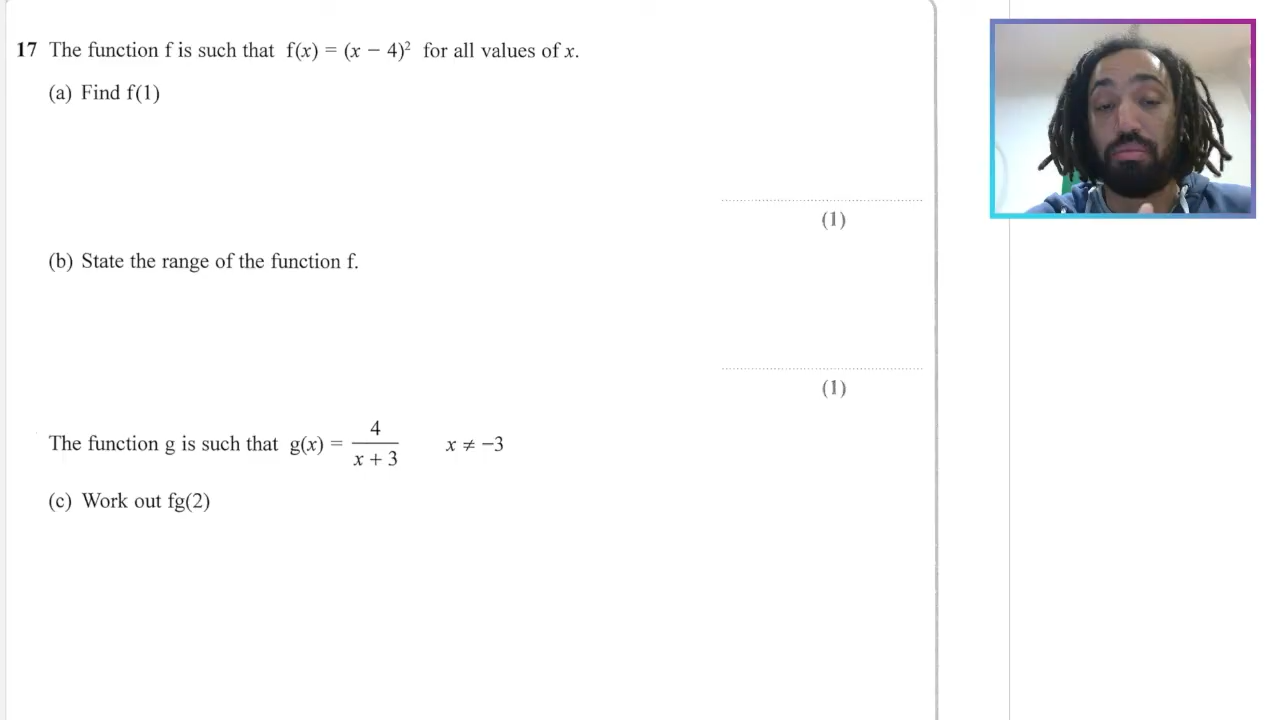 17 The function f is such that f(x) = (x − 4)² for all values of x.
(a) Find f(1)
(1)
(b) State the range of the function f.
(1)
The function g is such that g(x) = 4/(x + 3) x ≠ −3
(c) Work out fg(2)